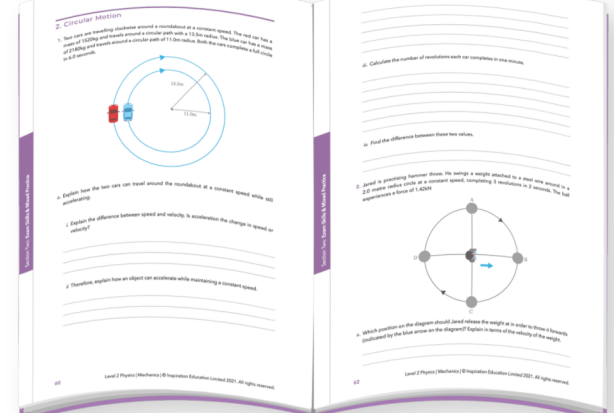 2. Circular Motion
1. Two cars are travelling clockwise around a roundabout at a constant speed. The red car has a
mass of 1520kg and travels around a circular path with a 13.5m radius. The blue car has a mass
of 2180kg and travels around a circular path of 11.0m radius. Both the cars complete a full circle
in 6.0 seconds.
13.5m
11.0m
a. Explain how the two cars can travel around the roundabout at a constant speed while still
accelerating.
i. Explain the difference between speed and velocity. Is acceleration the change in speed or
velocity?
ii. Therefore, explain how an object can accelerate while maintaining a constant speed.
Section Two: Exam Skills & Mixed Practice
60
Level 2 Physics | Mechanics | © Inspiration Education Limited 2021. All rights reserved.
iii. Calculate the number of revolutions each car completes in one minute.
iv. Find the difference between these two values.
2. Jared is practising hammer throw. He swings a weight attached to a steel wire around in a
2.0 metre radius circle at a constant speed, completing 3 revolutions in 2 seconds. The ball
experiences a force of 1.42kN
A
B
C
D
a. Which position on the diagram should Jared release the weight at in order to throw it forwards
(indicated by the blue arrow on the diagram)? Explain in terms of the velocity of the weight.
Section Two: Exam Skills & Mixed Practice
62
Level 2 Physics | Mechanics | © Inspiration Education Limited 2021. All rights reserved.